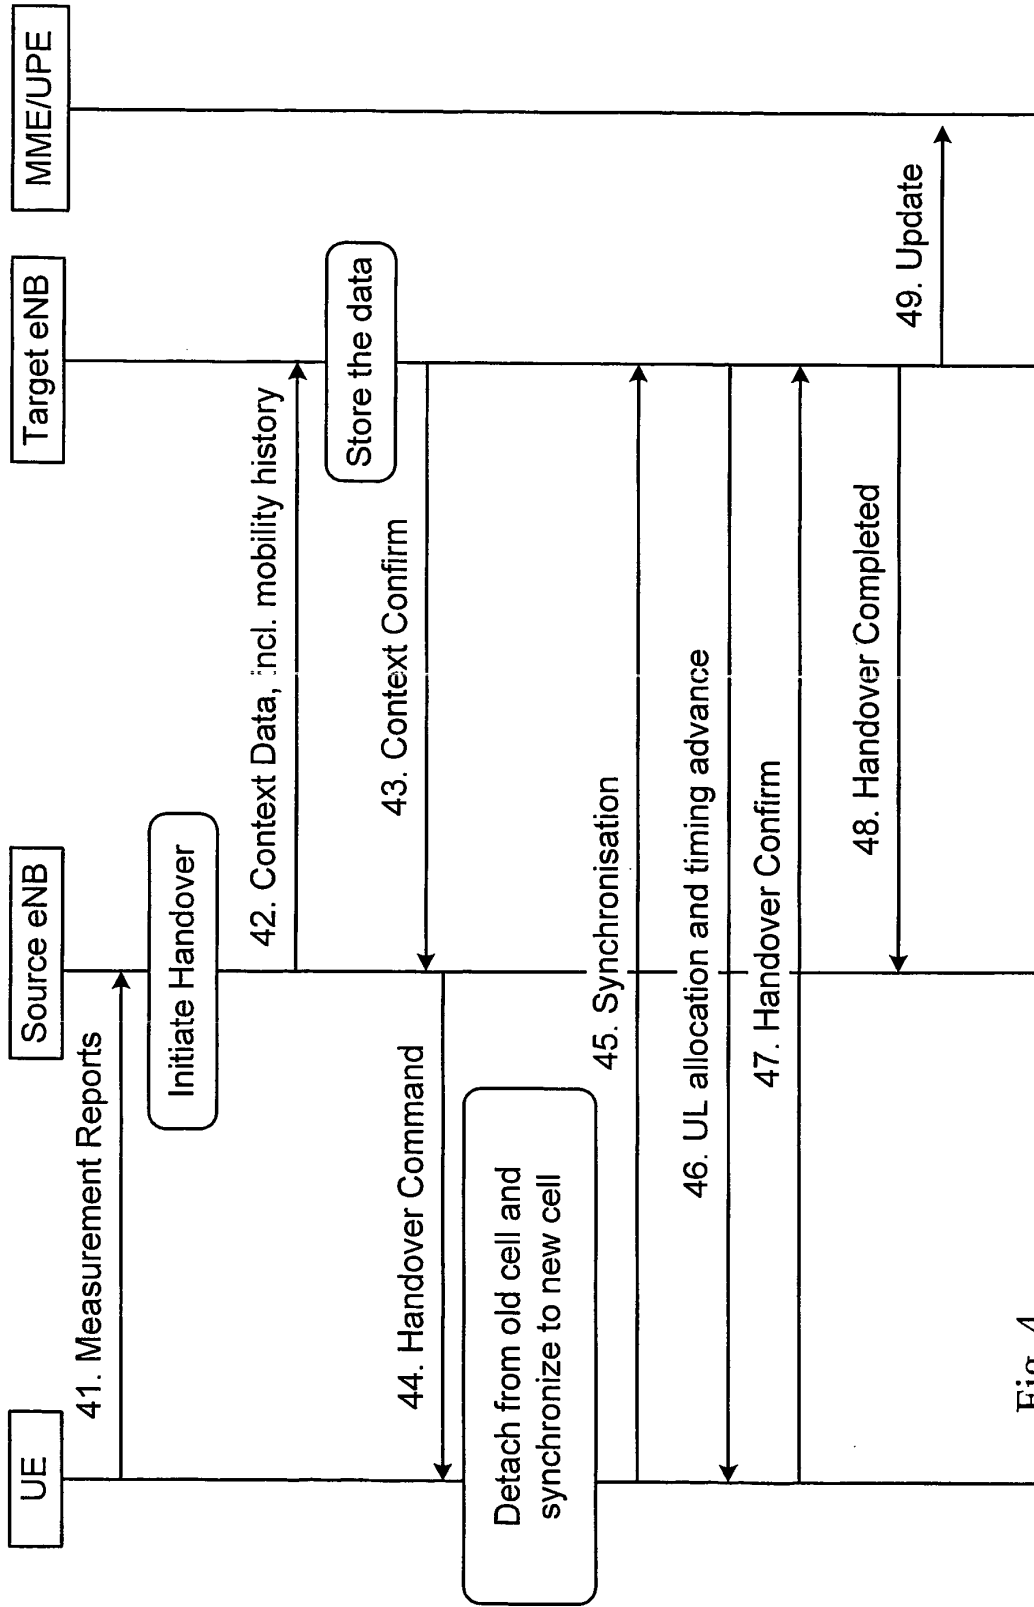 UE
Source eNB
Target eNB
MME/UPE
41. Measurement Reports
Initiate Handover
42. Context Data, incl. mobility history
Store the data
43. Context Confirm
44. Handover Command
Detach from old cell and
synchronize to new cell
45. Synchronisation
46. UL allocation and timing advance
47. Handover Confirm
48. Handover Completed
49. Update
Fig. 4